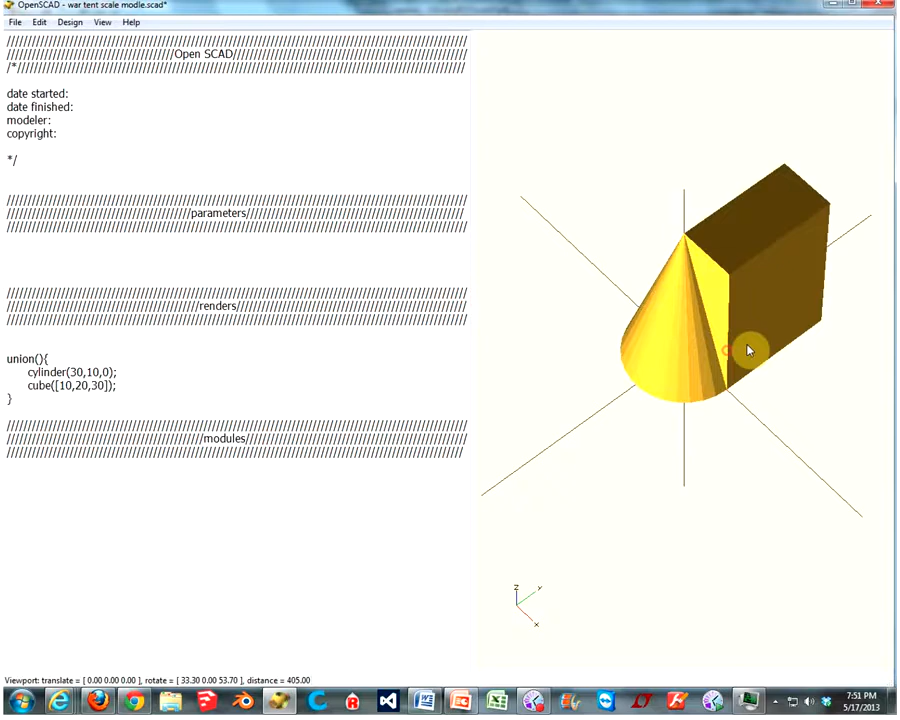 OpenSCAD - war tent scale modle.scad*
File Edit Design View Help
////////////////////////////////////////////////////////////////////////////////////////////
///////////////////////////////////Open SCAD///////////////////////////////////////////////
/*//////////////////////////////////////////////////////////////////////////////////////////
date started:
date finished:
modeler:
copyright:
*/
////////////////////////////////////////////////////////////////////////////////////////////
//////////////////////////////////////parameters////////////////////////////////////////////
////////////////////////////////////////////////////////////////////////////////////////////
////////////////////////////////////////////////////////////////////////////////////////////
////////////////////////////////////////renders//////////////////////////////////////////////
////////////////////////////////////////////////////////////////////////////////////////////
union(){
cylinder(30,10,0);
cube([10,20,30]);
}
////////////////////////////////////////////////////////////////////////////////////////////
/////////////////////////////////////////modules/////////////////////////////////////////////
///////////////////////////////////////////////////////////////////////////////////////////
Z
Y
X
Viewport: translate = [ 0.00 0.00 0.00 ], rotate = [ 33.30 0.00 53.70 ], distance = 405.00
7:51 PM
5/17/2013